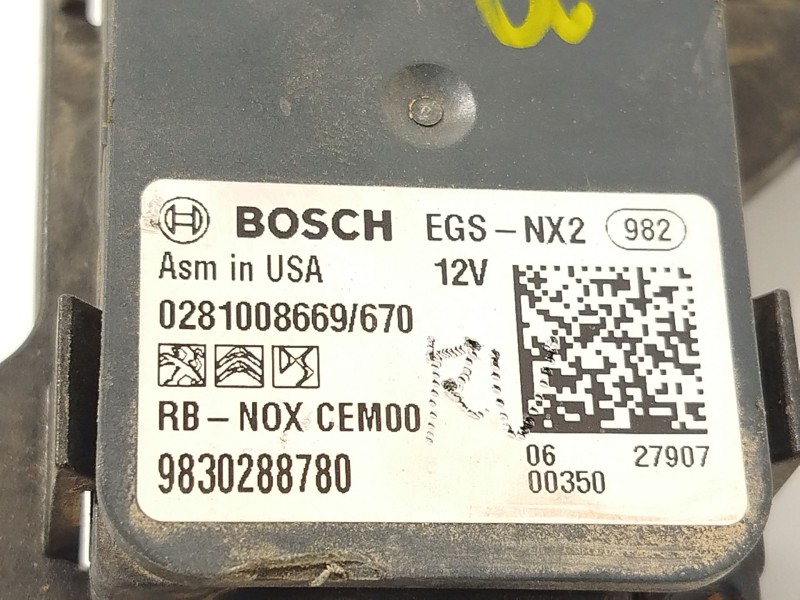 BOSCH EGS-NX2 982
Asm in USA 12V
0281008669/670
RB-NOX CEM00
9830288780
06 27907
00350